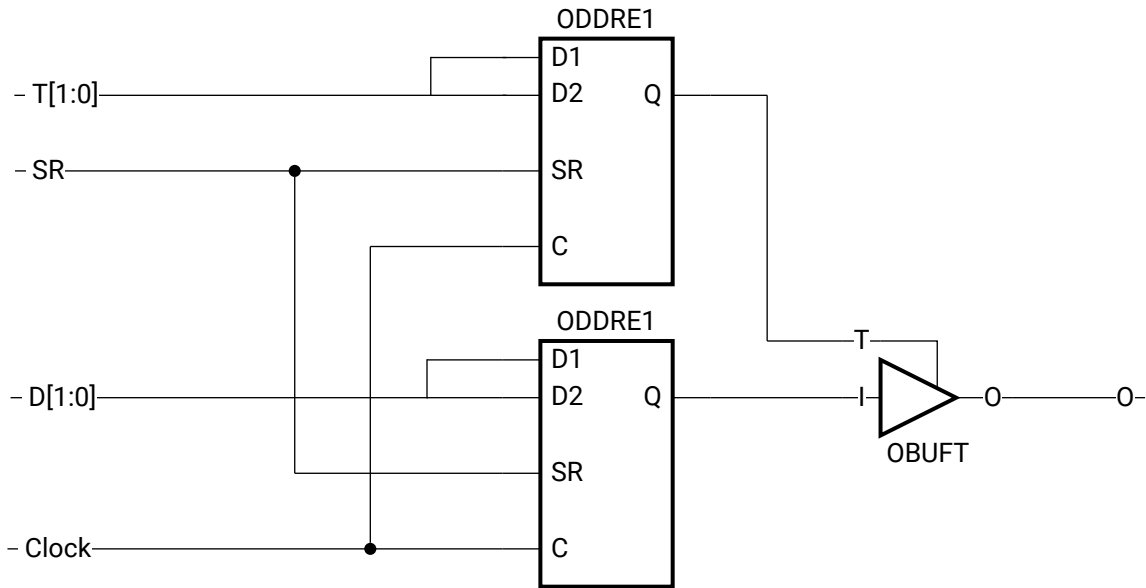 ODDRE1
D1
T[1:0]
D2
Q
SR
SR
C
ODDRE1
D1
T
D[1:0]
D2
Q
I
O
O
OBUFT
SR
Clock
C